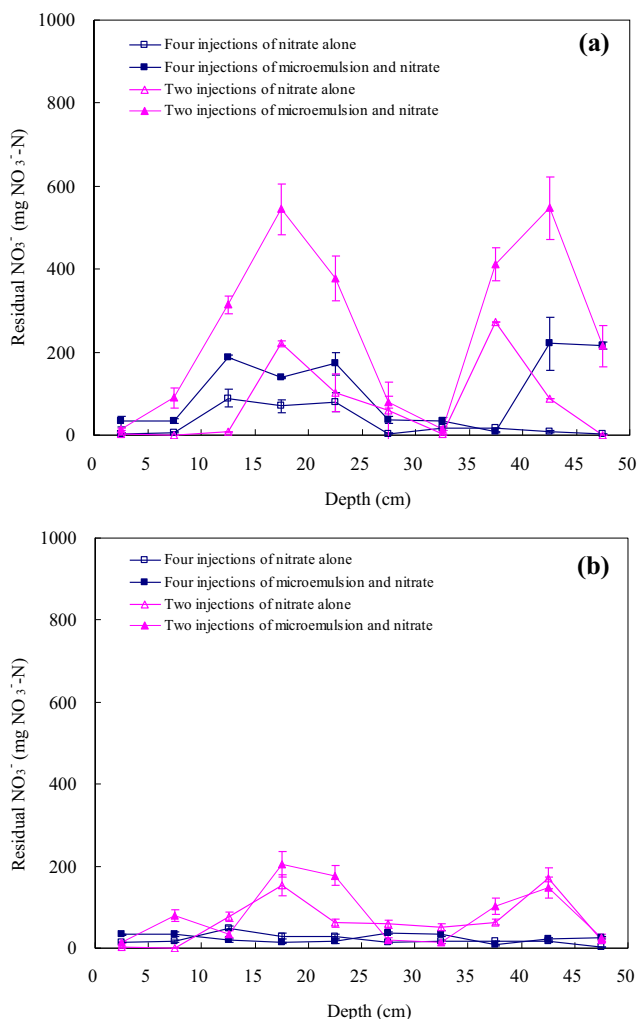 1000
(a)
Four injections of nitrate alone
Four injections of microemulsion and nitrate
800
Two injections of nitrate alone
Two injections of microemulsion and nitrate
600
400
200
0
Residual NO₃⁻ (mg NO ₃⁻-N)
0 5 10 15 20 25 30 35 40 45 50
Depth (cm)
1000
(b)
Four injections of nitrate alone
Four injections of microemulsion and nitrate
800
Two injections of nitrate alone
Two injections of microemulsion and nitrate
600
400
200
0
Residual NO₃⁻ (mg NO ₃⁻-N)
0 5 10 15 20 25 30 35 40 45 50
Depth (cm)